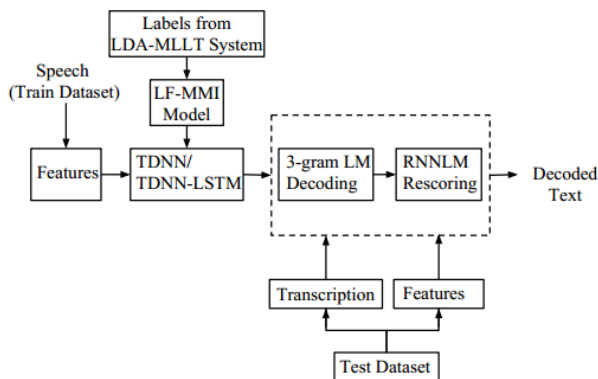 Labels from
LDA-MLLT System
Speech
(Train Dataset)
LF-MMI
Model
Features
TDNN/
TDNN-LSTM
3-gram LM
Decoding
RNNLM
Rescoring
Decoded
Text
Transcription
Features
Test Dataset